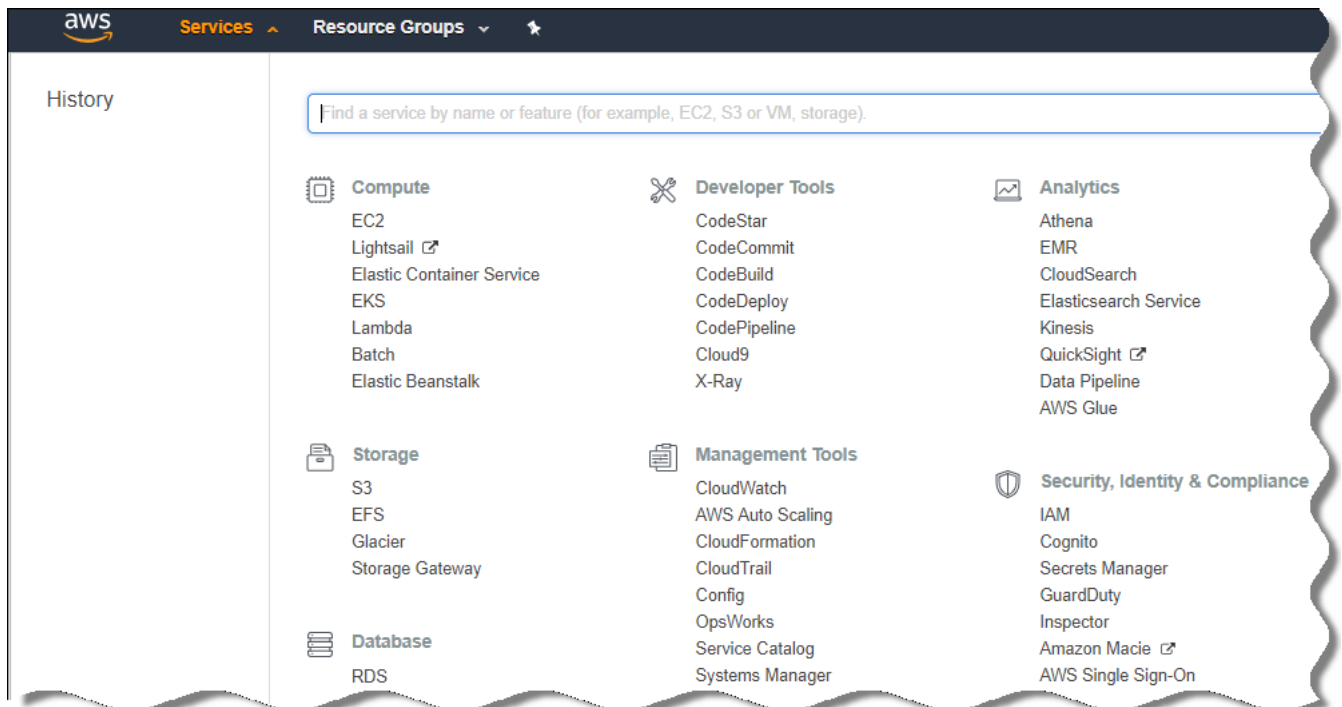 aws
Services
Resource Groups
History
Find a service by name or feature (for example, EC2, S3 or VM, storage).
Compute
EC2
Lightsail
Elastic Container Service
EKS
Lambda
Batch
Elastic Beanstalk
Storage
S3
EFS
Glacier
Storage Gateway
Database
RDS
Developer Tools
CodeStar
CodeCommit
CodeBuild
CodeDeploy
CodePipeline
Cloud9
X-Ray
Management Tools
CloudWatch
AWS Auto Scaling
CloudFormation
CloudTrail
Config
OpsWorks
Service Catalog
Systems Manager
Analytics
Athena
EMR
CloudSearch
Elasticsearch Service
Kinesis
QuickSight
Data Pipeline
AWS Glue
Security, Identity & Compliance
IAM
Cognito
Secrets Manager
GuardDuty
Inspector
Amazon Macie
AWS Single Sign-On